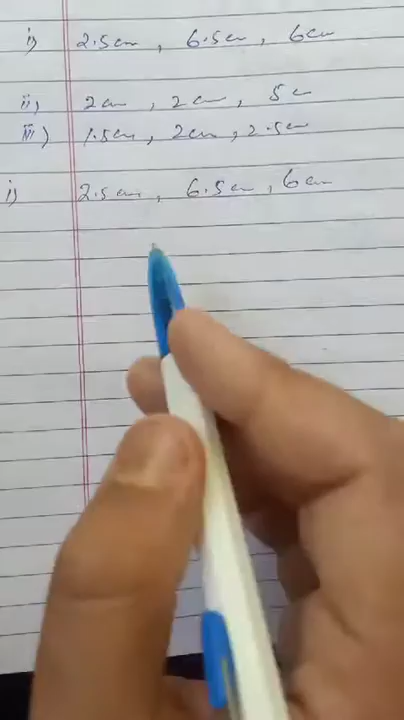 i) 2.5cm, 6.5cm, 6cm
ii) 2cm, 2cm, 5c
iii) 1.5cm, 2cm, 2.5cm
i) 2.5cm, 6.5cm, 6cm